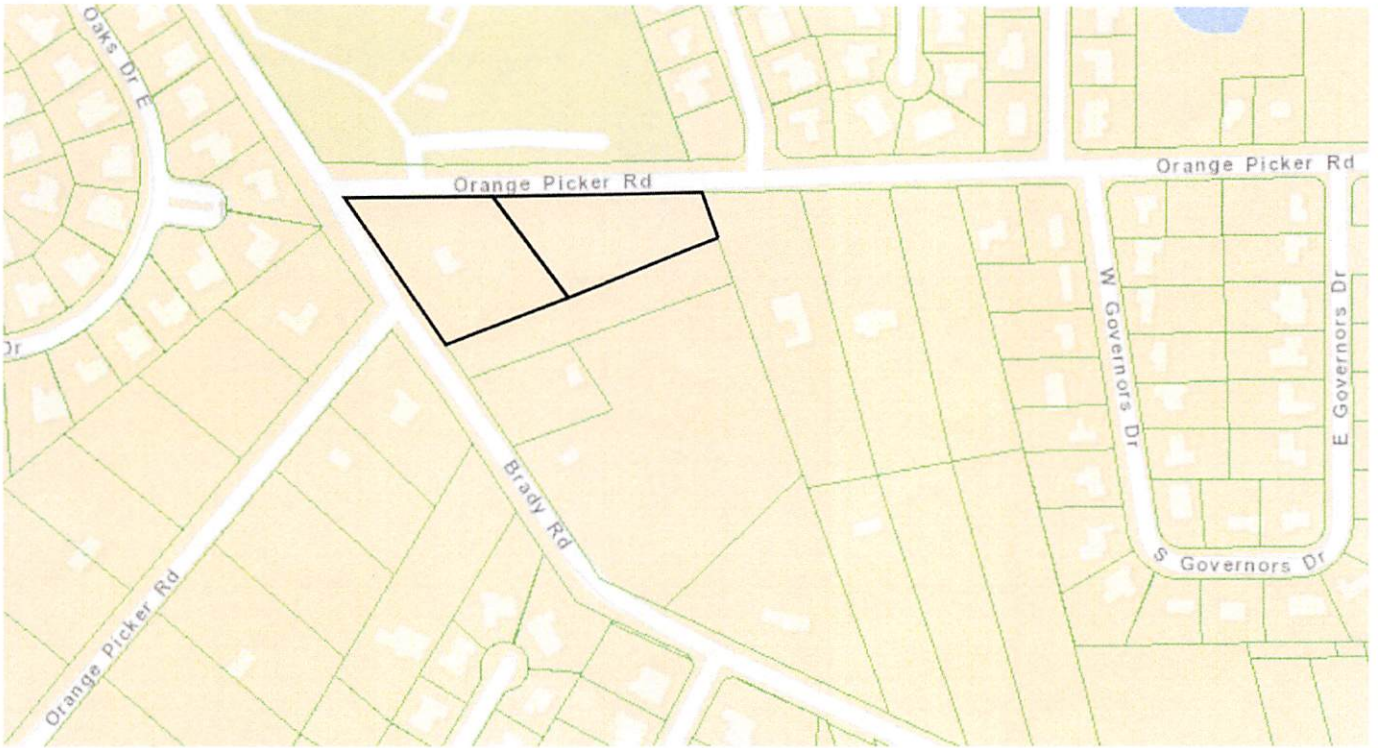 Oaks Dr E
Orange Picker Rd
Orange Picker Rd
Dr
W Governors Dr
E Governors Dr
Brady Rd
S Governors Dr
Orange Picker Rd